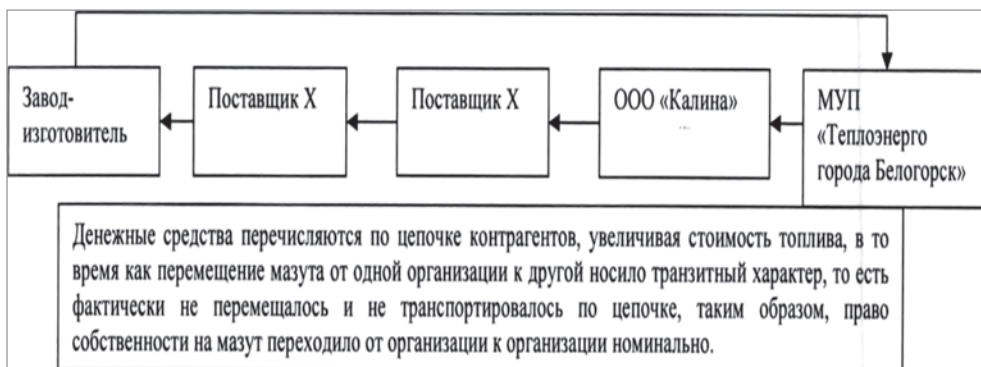 Завод-
изготовитель
Поставщик X
Поставщик X
ООО «Калина»
МУП
«Теплоэнерго
города Белогорск»
Денежные средства перечисляются по цепочке контрагентов, увеличивая стоимость топлива, в то
время как перемещение мазута от одной организации к другой носило транзитный характер, то есть
фактически не перемещалось и не транспортировалось по цепочке, таким образом, право
собственности на мазут переходило от организации к организации номинально.